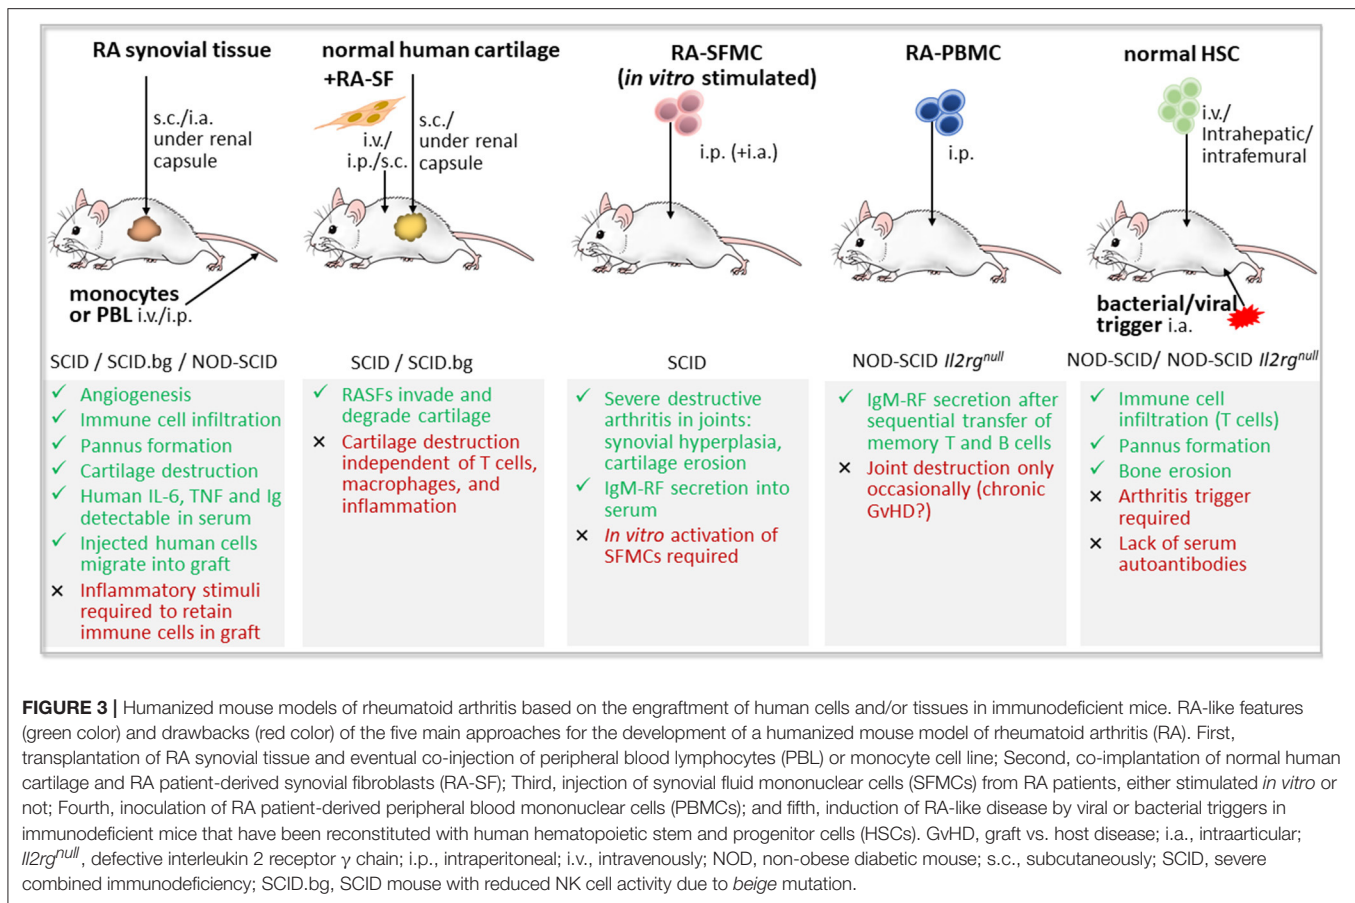 RA synovial tissue
s.c./i.a.
under renal
capsule
monocytes
or PBL i.v./i.p.
SCID / SCID.bg / NOD-SCID
✓ Angiogenesis
✓ Immune cell infiltration
✓ Pannus formation
✓ Cartilage destruction
✓ Human IL-6, TNF and Ig
detectable in serum
✓ Injected human cells
migrate into graft
× Inflammatory stimuli
required to retain
immune cells in graft
normal human cartilage
+RA-SF
i.v./
i.p./s.c.
s.c./
under renal
capsule
SCID / SCID.bg
✓ RASFs invade and
degrade cartilage
× Cartilage destruction
independent of T cells,
macrophages, and
inflammation
RA-SFMC
(in vitro stimulated)
i.p. (+i.a.)
SCID
✓ Severe destructive
arthritis in joints:
synovial hyperplasia,
cartilage erosion
✓ IgM-RF secretion into
serum
× In vitro activation of
SFMCs required
RA-PBMC
i.p.
NOD-SCID Il2rgnull
✓ IgM-RF secretion after
sequential transfer of
memory T and B cells
× Joint destruction only
occasionally (chronic
GvHD?)
normal HSC
i.v./
Intrahepatic/
intrafemural
bacterial/viral
trigger i.a.
NOD-SCID/ NOD-SCID Il2rgnull
✓ Immune cell
infiltration (T cells)
✓ Pannus formation
✓ Bone erosion
× Arthritis trigger
required
× Lack of serum
autoantibodies
FIGURE 3 | Humanized mouse models of rheumatoid arthritis based on the engraftment of human cells and/or tissues in immunodeficient mice. RA-like features
(green color) and drawbacks (red color) of the five main approaches for the development of a humanized mouse model of rheumatoid arthritis (RA). First,
transplantation of RA synovial tissue and eventual co-injection of peripheral blood lymphocytes (PBL) or monocyte cell line; Second, co-implantation of normal human
cartilage and RA patient-derived synovial fibroblasts (RA-SF); Third, injection of synovial fluid mononuclear cells (SFMCs) from RA patients, either stimulated in vitro or
not; Fourth, inoculation of RA patient-derived peripheral blood mononuclear cells (PBMCs); and fifth, induction of RA-like disease by viral or bacterial triggers in
immunodeficient mice that have been reconstituted with human hematopoietic stem and progenitor cells (HSCs). GvHD, graft vs. host disease; i.a., intraarticular;
Il2rgnull, defective interleukin 2 receptor γ chain; i.p., intraperitoneal; i.v., intravenously; NOD, non-obese diabetic mouse; s.c., subcutaneously; SCID, severe
combined immunodeficiency; SCID.bg, SCID mouse with reduced NK cell activity due to beige mutation.